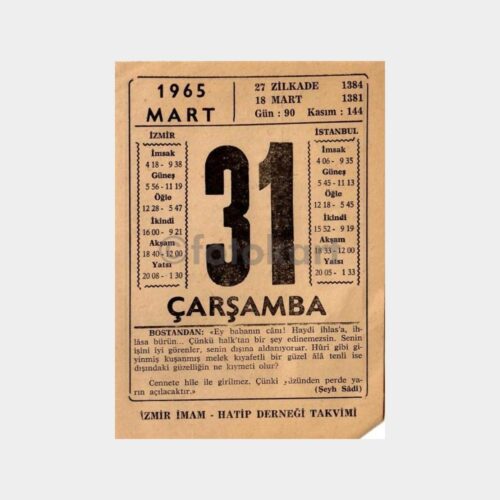 1965
MART
27 ZİLKADE 1384
18 MART 1381
Gün : 90 Kasım : 144
İZMİR
İmsak
4 18 - 9 38
Güneş
5 56 - 11 19
Öğle
12 28 - 5 47
İkindi
16 00 - 9 21
Akşam
18 40 - 12 00
Yatsı
20 08 - 1 30
31
İSTANBUL
İmsak
4 06 - 9 35
Güneş
5 45 - 11 13
Öğle
12 18 - 5 45
İkindi
15 52 - 9 19
Akşam
18 33 - 12 00
Yatsı
20 05 - 1 33
©fotokart
ÇARŞAMBA
BOSTANDAN: «Ey babanın cânı! Haydi ihlas'a, ih-
lâsa bürün... Çünkü halk'tan bir şey edinemezsin. Senin
işini iyi görenler, senin dışına aldanıyorlar. Hûri gibi gi-
yinmiş kuşanmış melek kıyafetli bir güzel âlâ tenli ise
dışındaki güzelliğin ne kıymeti olur?
Cennete hile ile girilmez. Çünki yüzünden perde ya-
rın açılacaktır.» (Şeyh Sâdi)
İZMİR İMAM - HATİP DERNEĞİ TAKVİMİ